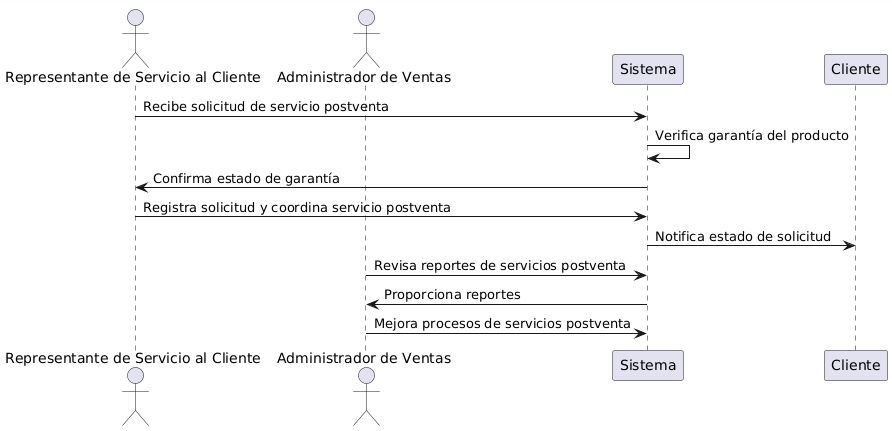 Representante de Servicio al Cliente
Administrador de Ventas
Sistema
Cliente
Recibe solicitud de servicio postventa
Verifica garantía del producto
Confirma estado de garantía
Registra solicitud y coordina servicio postventa
Notifica estado de solicitud
Revisa reportes de servicios postventa
Proporciona reportes
Mejora procesos de servicios postventa
Representante de Servicio al Cliente
Administrador de Ventas
Sistema
Cliente